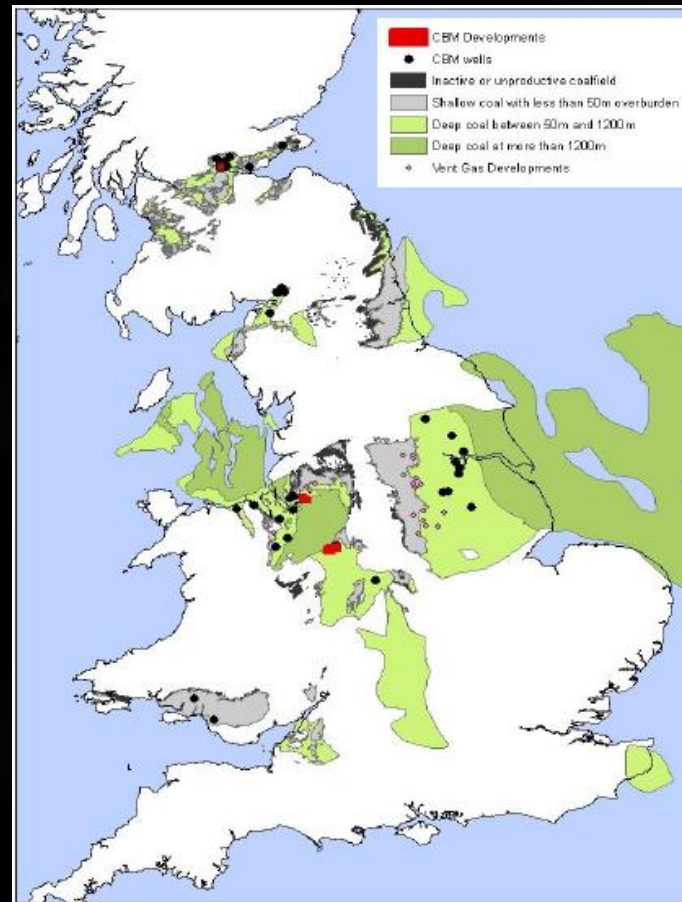 CBM Developments
CBM wells
Inactive or unproductive coalfield
Shallow coal with less than 50m overburden
Deep coal between 50m and 1200m
Deep coal at more than 1200m
Vent Gas Developments